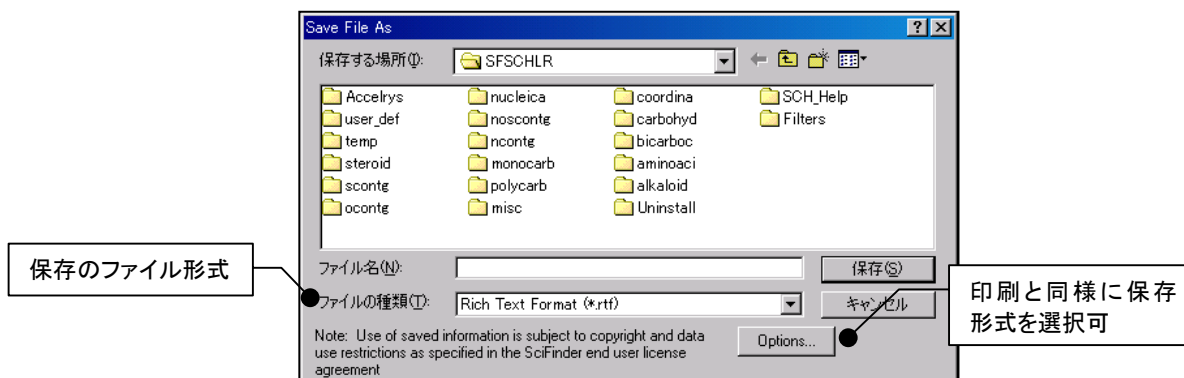 Save File As
保存する場所(I):
SFSCHLR
Accelrys
user_def
temp
steroid
scontg
ocontg
nucleica
noscontg
ncontg
monocarb
polycarb
misc
coordina
carbohyd
bicarboc
aminoaci
alkaloid
Uninstall
SCH_Help
Filters
保存のファイル形式
ファイル名(N):
保存(S)
ファイルの種類(T):
Rich Text Format (*.rtf)
キャンセル
印刷と同様に保存
形式を選択可
Note: Use of saved information is subject to copyright and data
use restrictions as specified in the SciFinder end user license
agreement
Options...